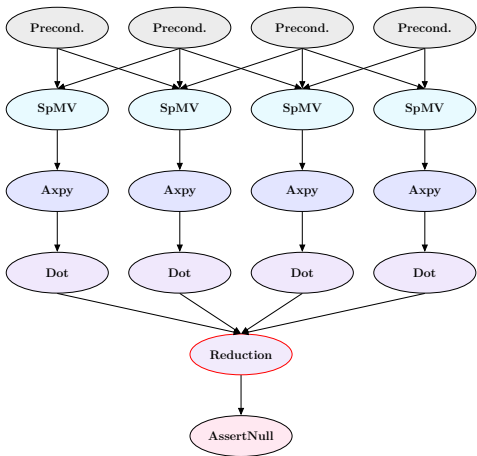 Precond. Precond. Precond. Precond.
SpMV SpMV SpMV SpMV
Axpy Axpy Axpy Axpy
Dot Dot Dot Dot
Reduction
AssertNull